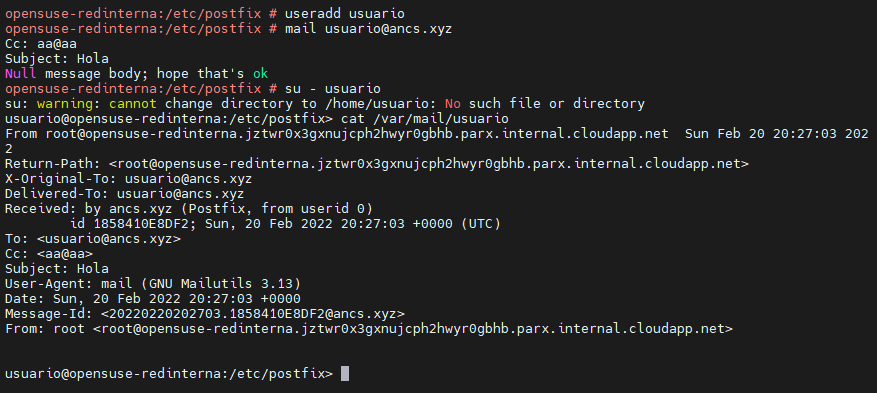 opensuse-redinterna:/etc/postfix # useradd usuario
opensuse-redinterna:/etc/postfix # mail usuario@ancs.xyz
Cc: aa@aa
Subject: Hola
Null message body; hope that's ok
opensuse-redinterna:/etc/postfix # su - usuario
su: warning: cannot change directory to /home/usuario: No such file or directory
usuario@opensuse-redinterna:/etc/postfix> cat /var/mail/usuario
From root@opensuse-redinterna.jztwr0x3gxnujcph2hwyr0gbhb.parx.internal.cloudapp.net  Sun Feb 20 20:27:03 202
2
Return-Path: <root@opensuse-redinterna.jztwr0x3gxnujcph2hwyr0gbhb.parx.internal.cloudapp.net>
X-Original-To: usuario@ancs.xyz
Delivered-To: usuario@ancs.xyz
Received: by ancs.xyz (Postfix, from userid 0)
        id 1858410E8DF2; Sun, 20 Feb 2022 20:27:03 +0000 (UTC)
To: <usuario@ancs.xyz>
Cc: <aa@aa>
Subject: Hola
User-Agent: mail (GNU Mailutils 3.13)
Date: Sun, 20 Feb 2022 20:27:03 +0000
Message-Id: <20220220202703.1858410E8DF2@ancs.xyz>
From: root <root@opensuse-redinterna.jztwr0x3gxnujcph2hwyr0gbhb.parx.internal.cloudapp.net>
usuario@opensuse-redinterna:/etc/postfix>